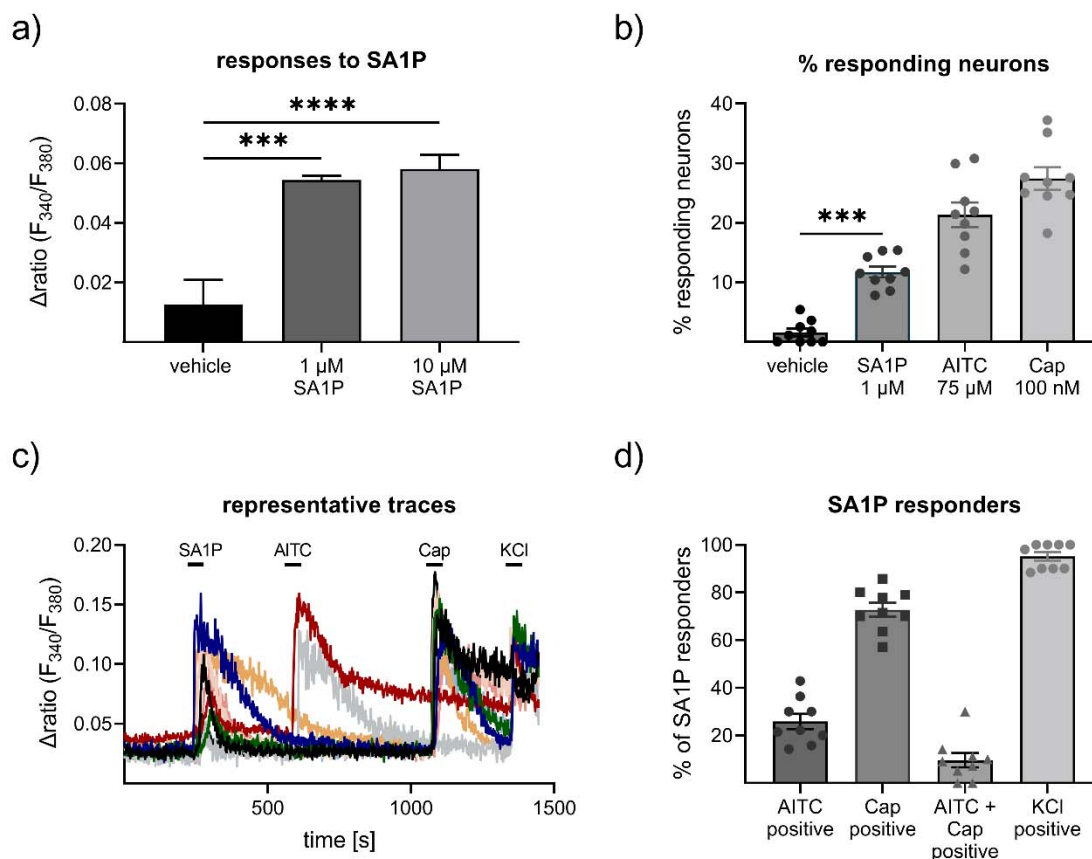 a)
responses to SA1P
Δratio (F340/F380)
0.08
0.06
0.04
0.02
****
***
vehicle
1 µM
SA1P
10 µM
SA1P
b)
% responding neurons
% responding neurons
40
30
20
10
***
vehicle
SA1P
1 µM
AITC
75 µM
Cap
100 nM
c)
representative traces
Δratio (F340/F380)
0.20
0.15
0.10
0.05
SA1P
AITC
Cap
KCl
500
1000
1500
time [s]
d)
SA1P responders
% of SA1P responders
100
80
60
40
20
AITC
positive
Cap
positive
AITC +
Cap
positive
KCl
positive